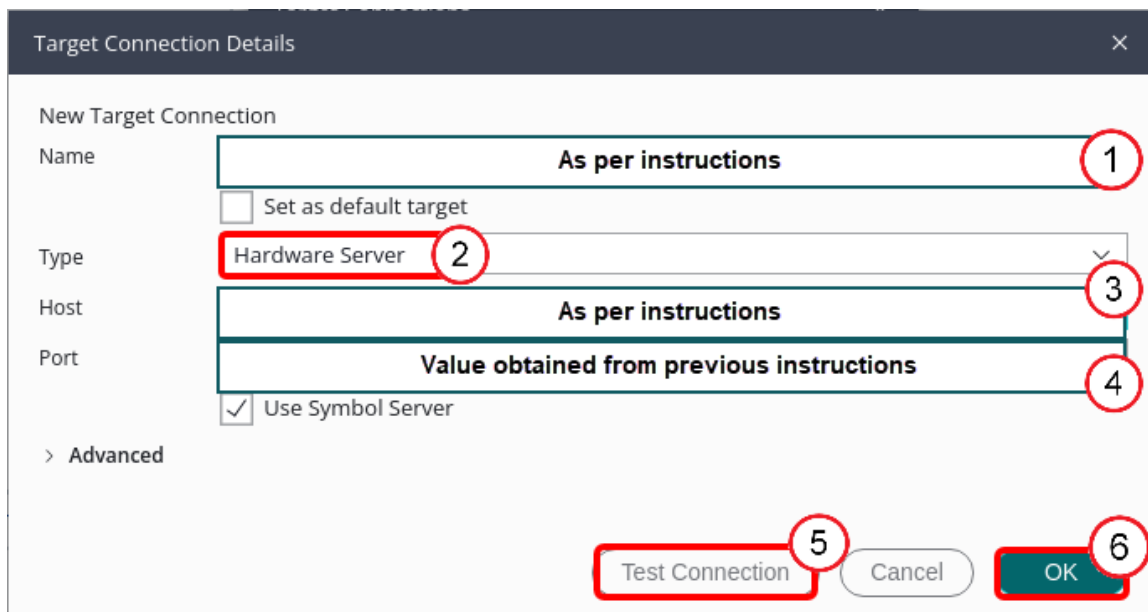 Target Connection Details
New Target Connection
Name
As per instructions
1
Set as default target
Type
Hardware Server
2
Host
As per instructions
3
Port
Value obtained from previous instructions
4
Use Symbol Server
Advanced
Test Connection
5
Cancel
OK
6